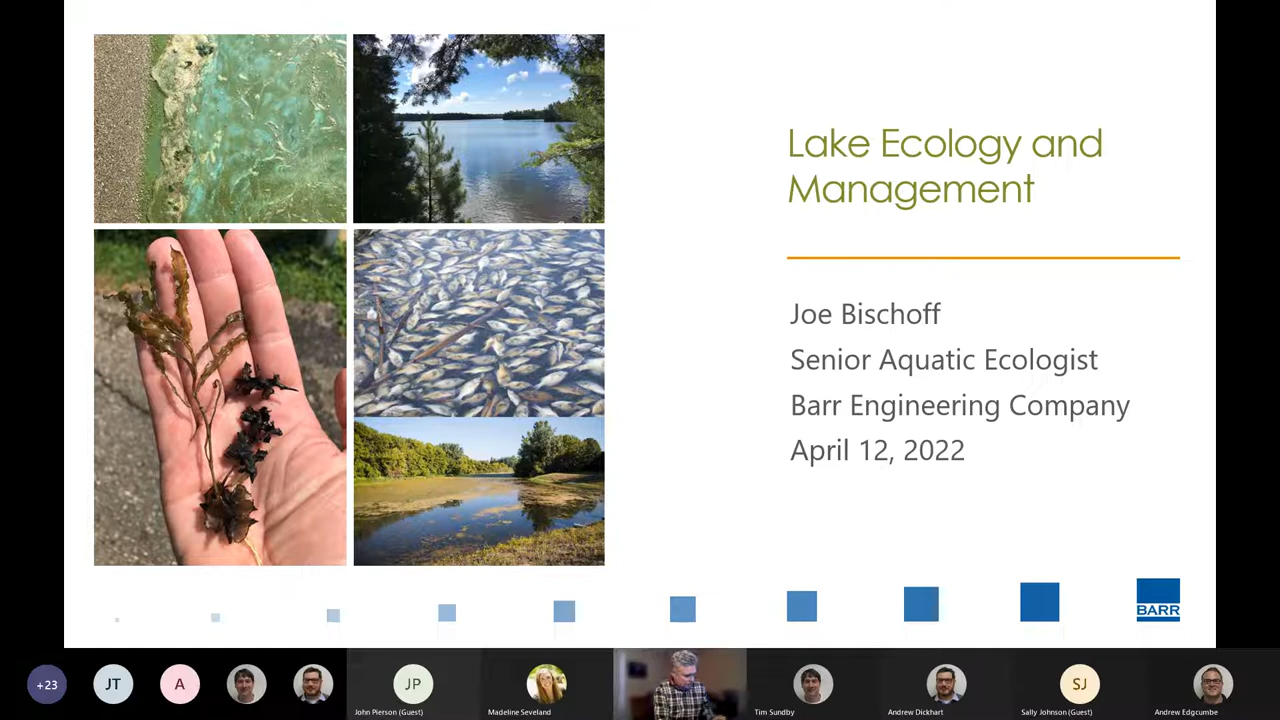 Lake Ecology and
Management
Joe Bischoff
Senior Aquatic Ecologist
Barr Engineering Company
April 12, 2022
BARR
+23
JT
A
JP
SJ
John Pierson (Guest)
Madeline Seveland
Tim Sundby
Andrew Dickhart
Sally Johnson (Guest)
Andrew Edgcumbe